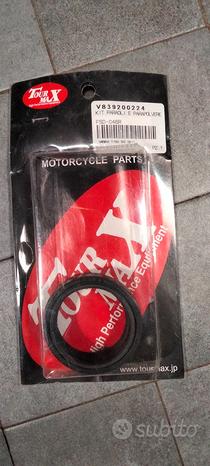 TOUR
MAX
V839200224
KIT PARAOLI E PARAPOLVERE
FSD-048R
MOTORCYCLE PARTS
TOUR
MAX
High Performance Equipment
www.tourmax.jp
subito